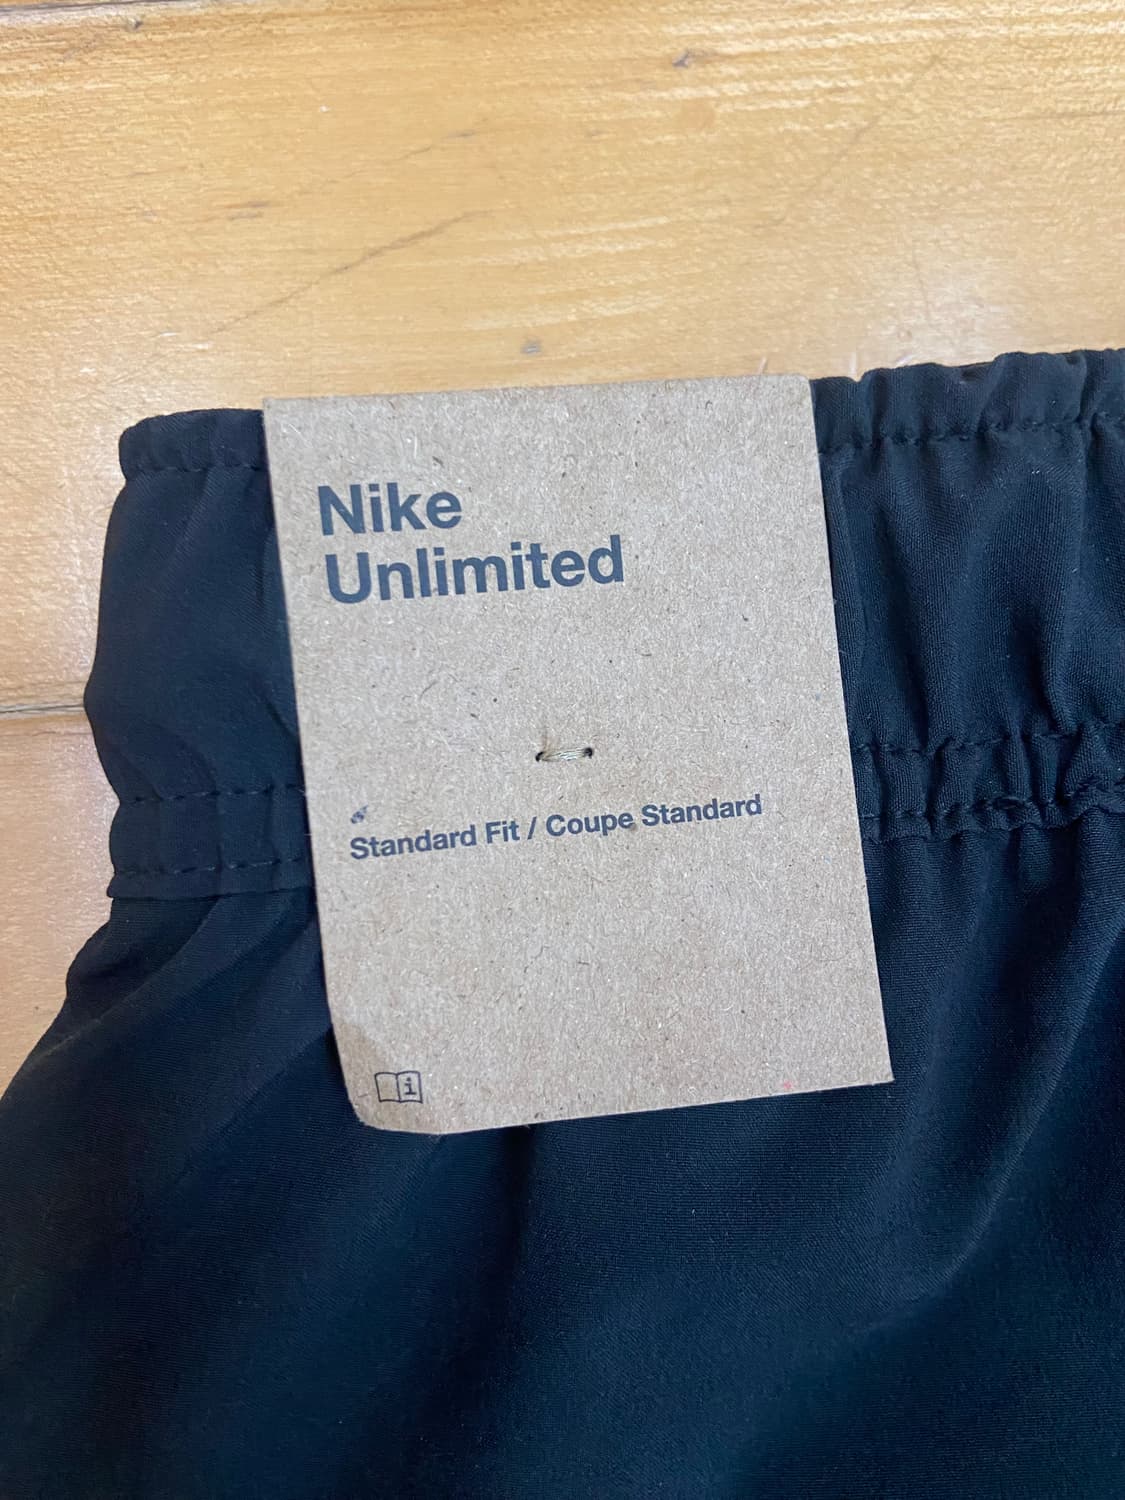 Nike
Unlimited
Standard Fit / Coupe Standard
i